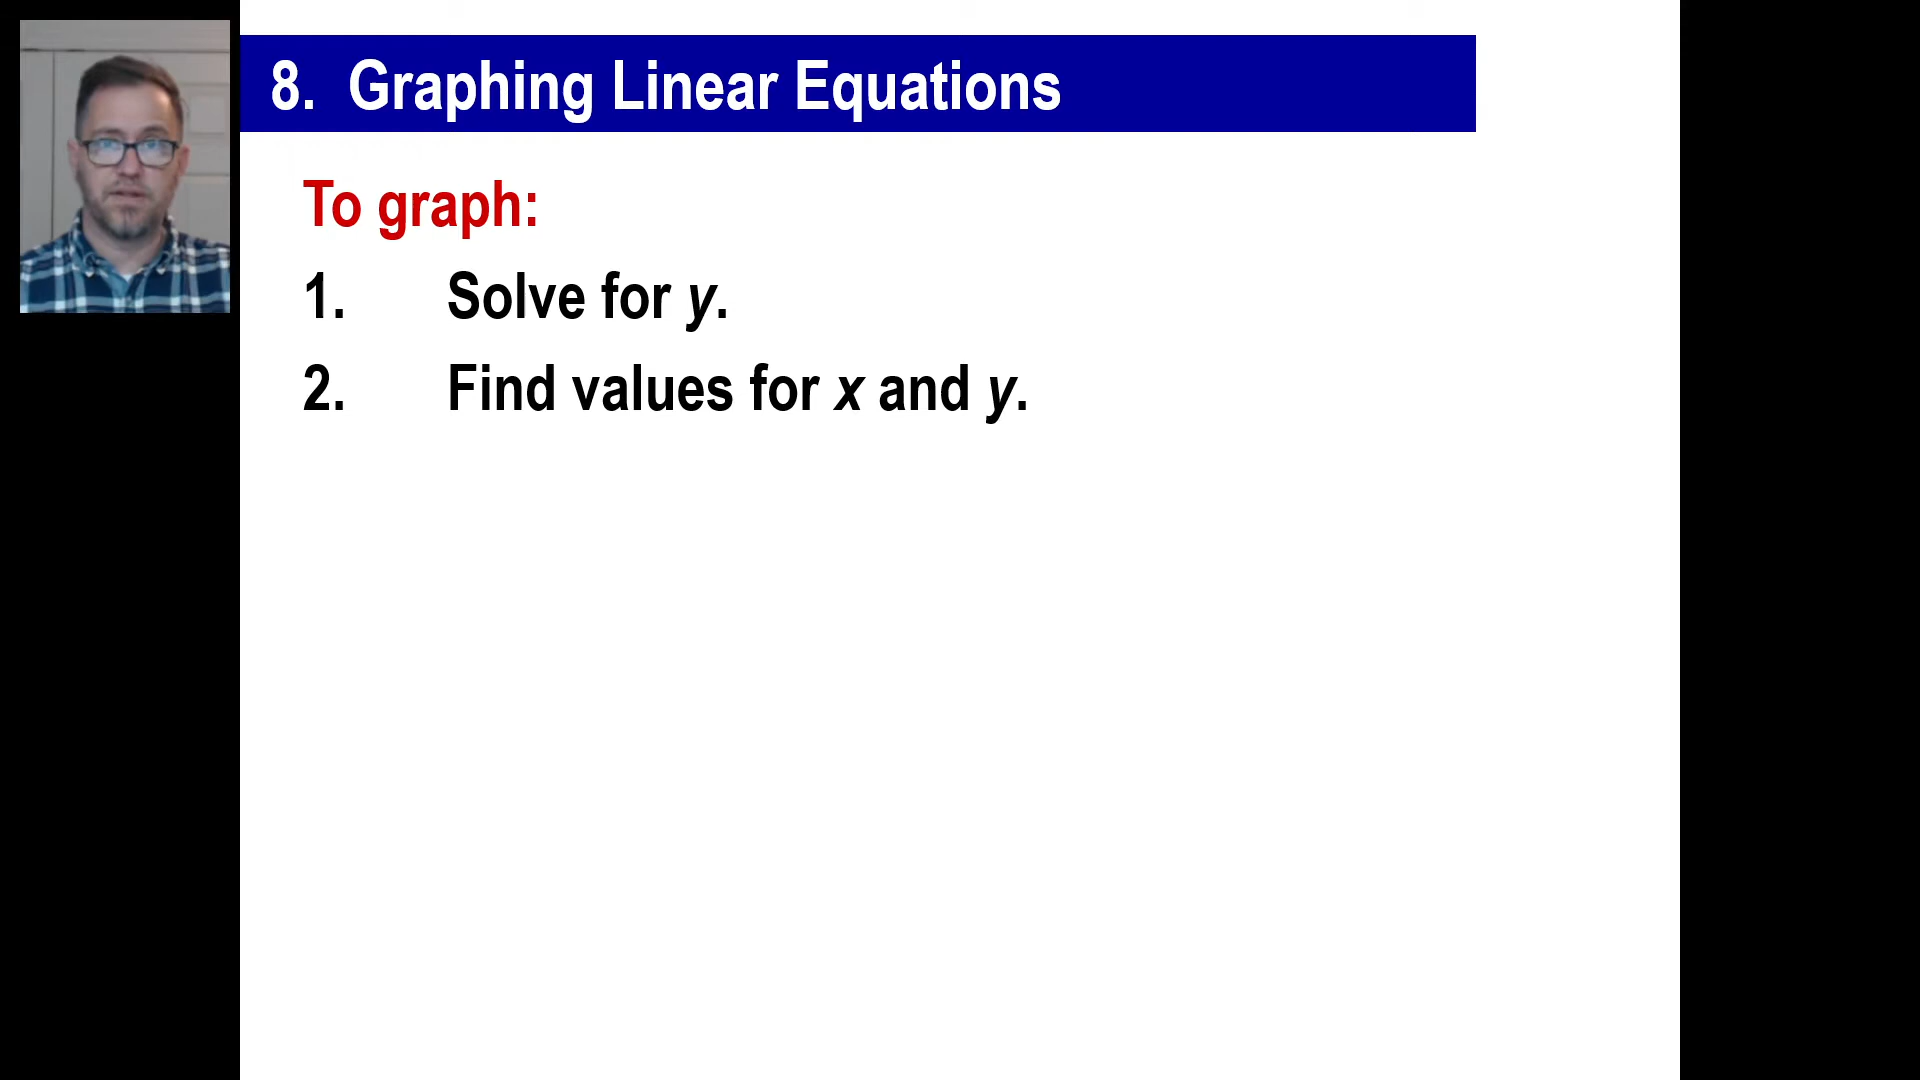 8. Graphing Linear Equations
To graph:
1. Solve for y.
2. Find values for x and y.